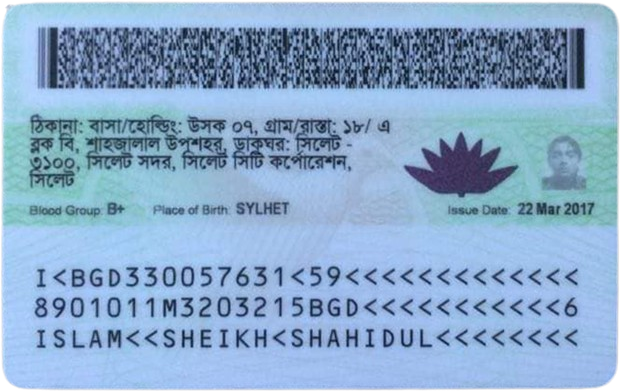 ঠিকানা: বাসা/হোল্ডিং: উসক ০৭, গ্রাম/রাস্তা: ১৮/ এ
ব্লক বি, শাহজালাল উপশহর, ডাকঘর: সিলেট -
৩১০০, সিলেট সদর, সিলেট সিটি কর্পোরেশন,
সিলেট
Blood Group: B+ Place of Birth: SYLHET Issue Date: 22 Mar 2017
I<BGD330057631<59<<<<<<<<<<<<<
8901011M3203215BGD<<<<<<<<<<<6
ISLAM<<SHEIKH<SHAHIDUL<<<<<<<<